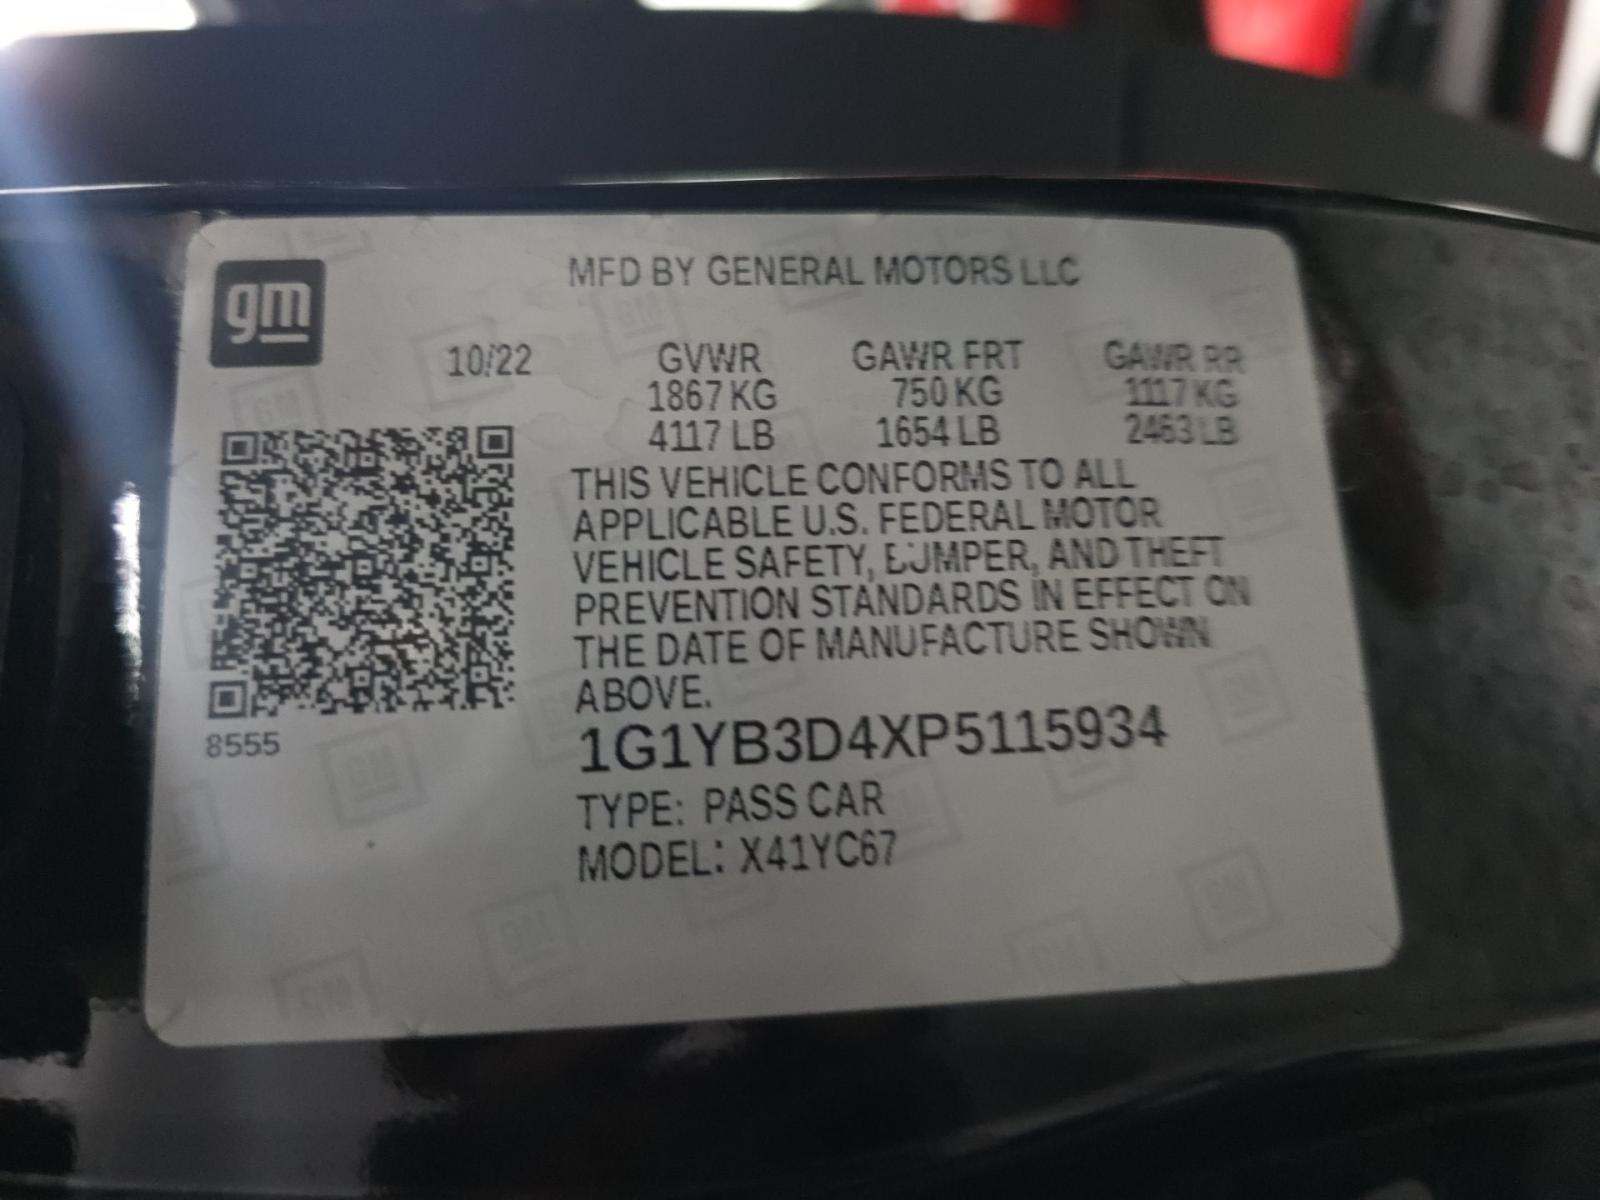 gm
MFD BY GENERAL MOTORS LLC
10/22 GVWR GAWR FRT GAWR RR
1867 KG 750 KG 1117 KG
4117 LB 1654 LB 2463 LB
THIS VEHICLE CONFORMS TO ALL
APPLICABLE U.S. FEDERAL MOTOR
VEHICLE SAFETY, BUMPER, AND THEFT
PREVENTION STANDARDS IN EFFECT ON
THE DATE OF MANUFACTURE SHOWN
ABOVE.
8555
1G1YB3D4XP5115934
TYPE: PASS CAR
MODEL: X41YC67